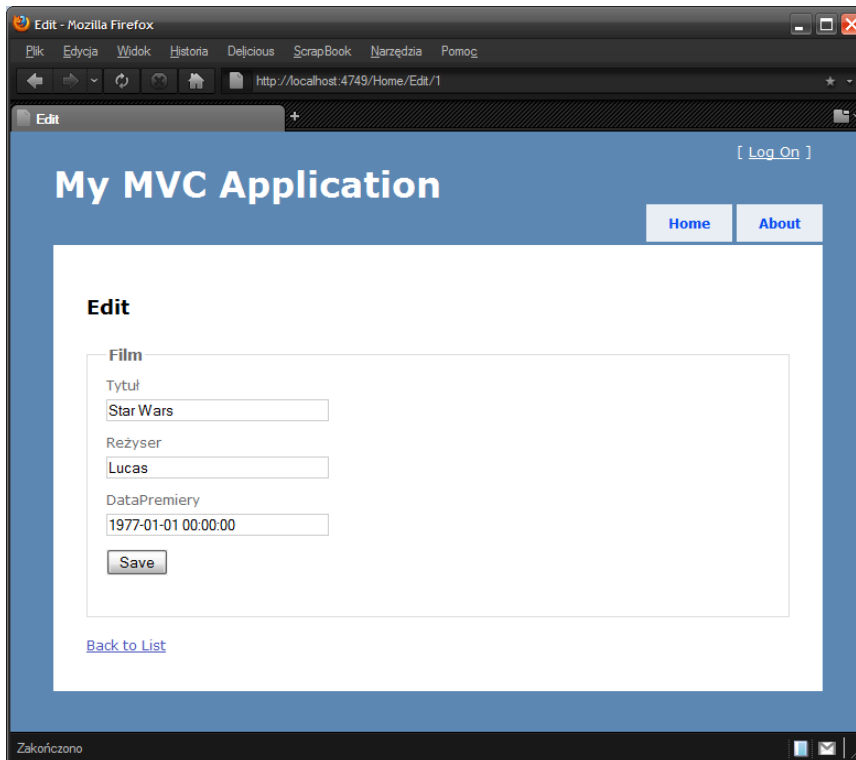 Edit - Mozilla Firefox
Plik Edycja Widok Historia Delicious ScrapBook Narzędzia Pomoc
http://localhost:4749/Home/Edit/1
Edit +
[ Log On ]
My MVC Application
Home About
Edit
Film
Tytuł
Star Wars
Reżyser
Lucas
DataPremiery
1977-01-01 00:00:00
Save
Back to List
Zakończono